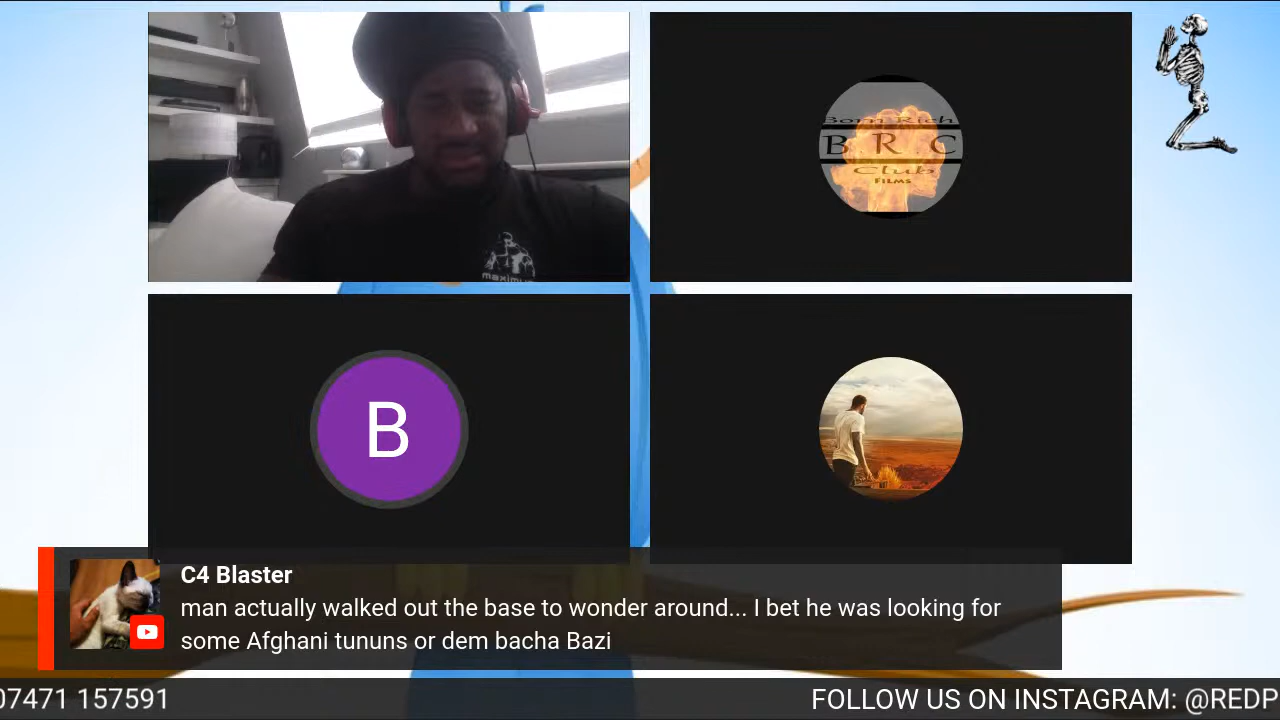 Born Rich
B R C
Club
FILMS
B
C4 Blaster
man actually walked out the base to wonder around... I bet he was looking for
some Afghani tununs or dem bacha Bazi
07471 157591
FOLLOW US ON INSTAGRAM: @REDP